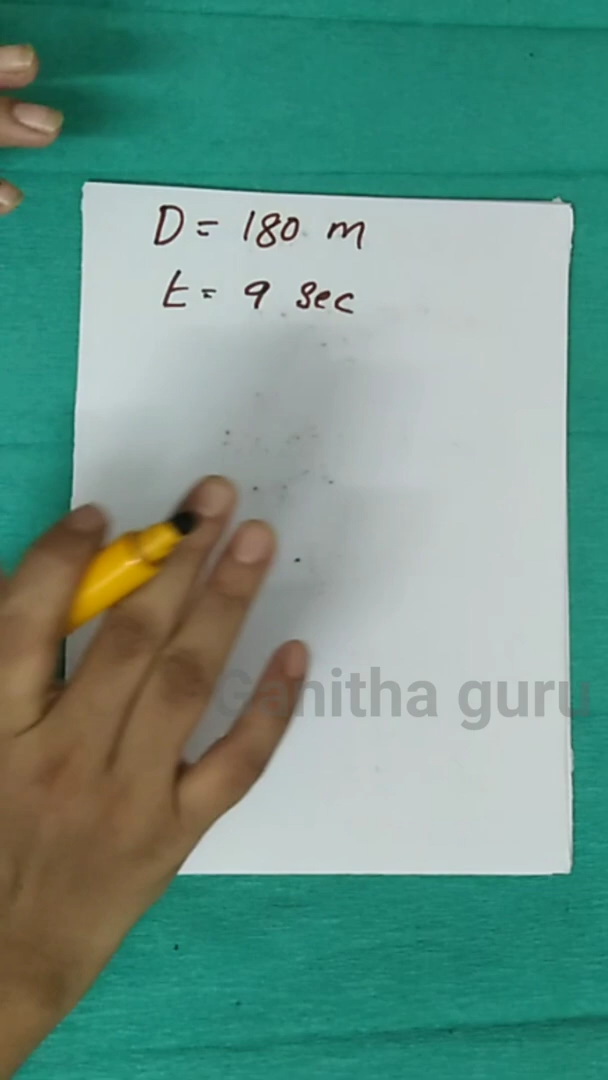 D = 180 m
t = 9 sec
Ganitha guru